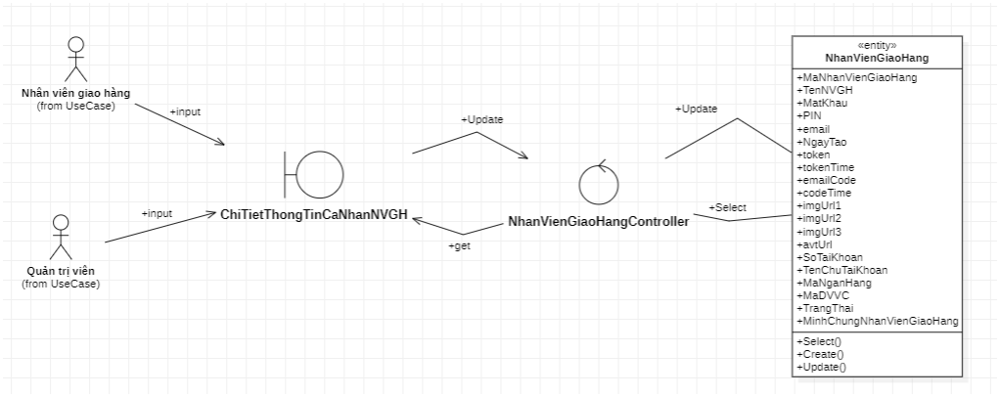 Nhân viên giao hàng
(from UseCase)
+input
Quản trị viên
(from UseCase)
+input
ChiTietThongTinCaNhanNVGH
+Update
+get
NhanVienGiaoHangController
+Update
+Select
«entity»
NhanVienGiaoHang
+MaNhanVienGiaoHang
+TenNVGH
+MatKhau
+PIN
+email
+NgayTao
+token
+tokenTime
+emailCode
+codeTime
+imgUrl1
+imgUrl2
+imgUrl3
+avtUrl
+SoTaiKhoan
+TenChuTaiKhoan
+MaNganHang
+MaDVVC
+TrangThai
+MinhChungNhanVienGiaoHang
+Select()
+Create()
+Update()